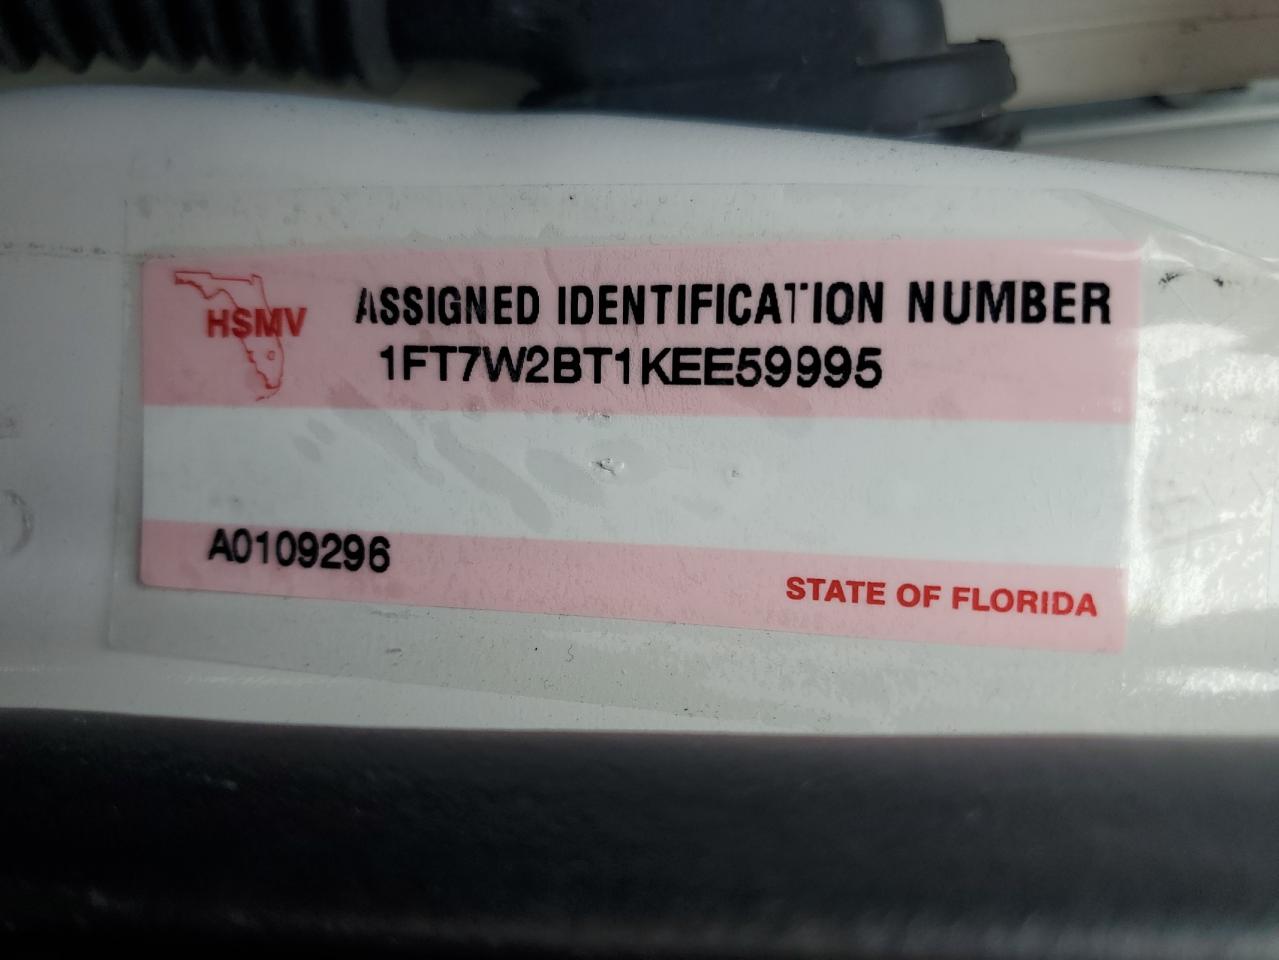 HSMV
ASSIGNED IDENTIFICATION NUMBER
1FT7W2BT1KEE59995
A0109296
STATE OF FLORIDA